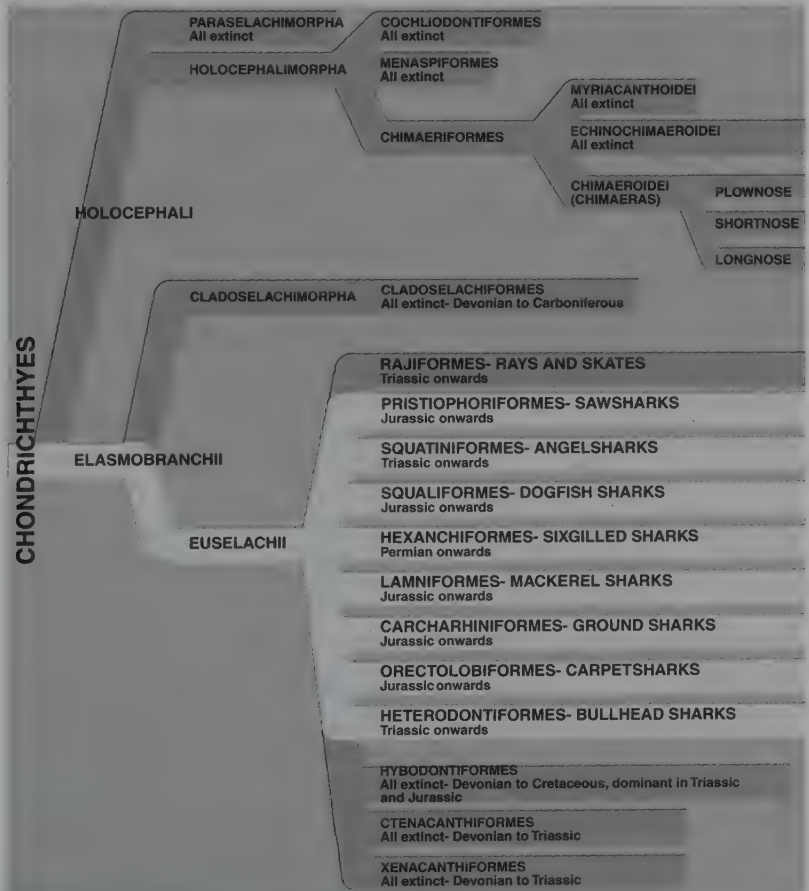 PARASELACHIMORPHA
All extinct
COCHLIODONTIFORMES
All extinct
HOLOCEPHALIMORPHA
MENASPIFORMES
All extinct
MYRIACANTHOIDEI
All extinct
CHIMAERIFORMES
ECHINOCHIMAEROIDEI
All extinct
CHIMAEROIDEI
(CHIMAERAS)
PLOWNOSE
SHORTNOSE
LONGNOSE
HOLOCEPHALI
CLADOSELACHIMORPHA
CLADOSELACHIFORMES
All extinct- Devonian to Carboniferous
CHONDRICHTHYES
ELASMOBRANCHII
EUSELACHII
RAJIFORMES- RAYS AND SKATES
Triassic onwards
PRISTIOPHORIFORMES- SAWSHARKS
Jurassic onwards
SQUATINIFORMES- ANGELSHARKS
Triassic onwards
SQUALIFORMES- DOGFISH SHARKS
Jurassic onwards
HEXANCHIFORMES- SIXGILLED SHARKS
Permian onwards
LAMNIFORMES- MACKEREL SHARKS
Jurassic onwards
CARCHARHINIFORMES- GROUND SHARKS
Jurassic onwards
ORECTOLOBIFORMES- CARPETSHARKS
Jurassic onwards
HETERODONTIFORMES- BULLHEAD SHARKS
Triassic onwards
HYBODONTIFORMES
All extinct- Devonian to Cretaceous, dominant in Triassic
and Jurassic
CTENACANTHIFORMES
All extinct- Devonian to Triassic
XENACANTHIFORMES
All extinct- Devonian to Triassic